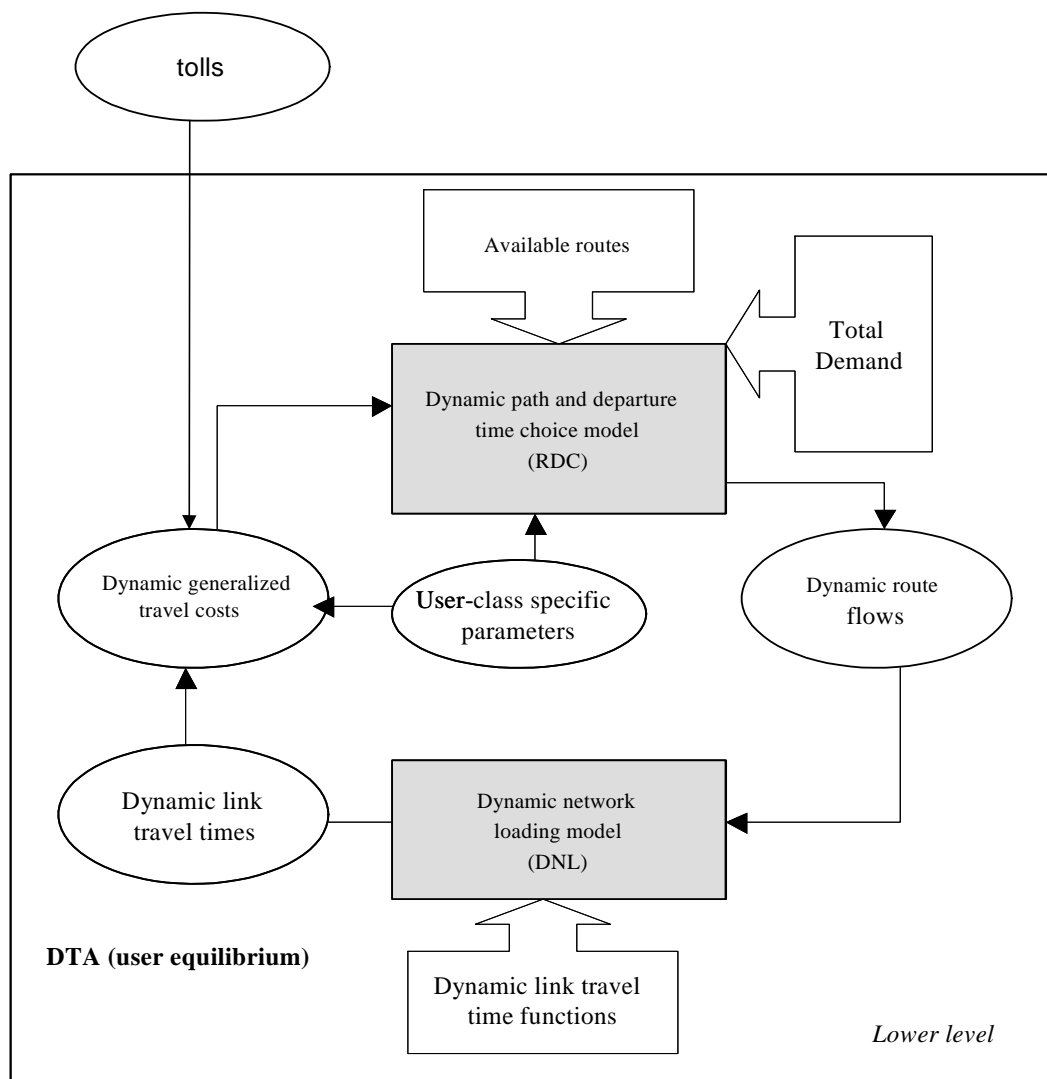 tolls
Available routes
Total
Demand
Dynamic path and departure
time choice model
(RDC)
Dynamic generalized
travel costs
User-class specific
parameters
Dynamic route
flows
Dynamic link
travel times
Dynamic network
loading model
(DNL)
DTA (user equilibrium)
Dynamic link travel
time functions
Lower level